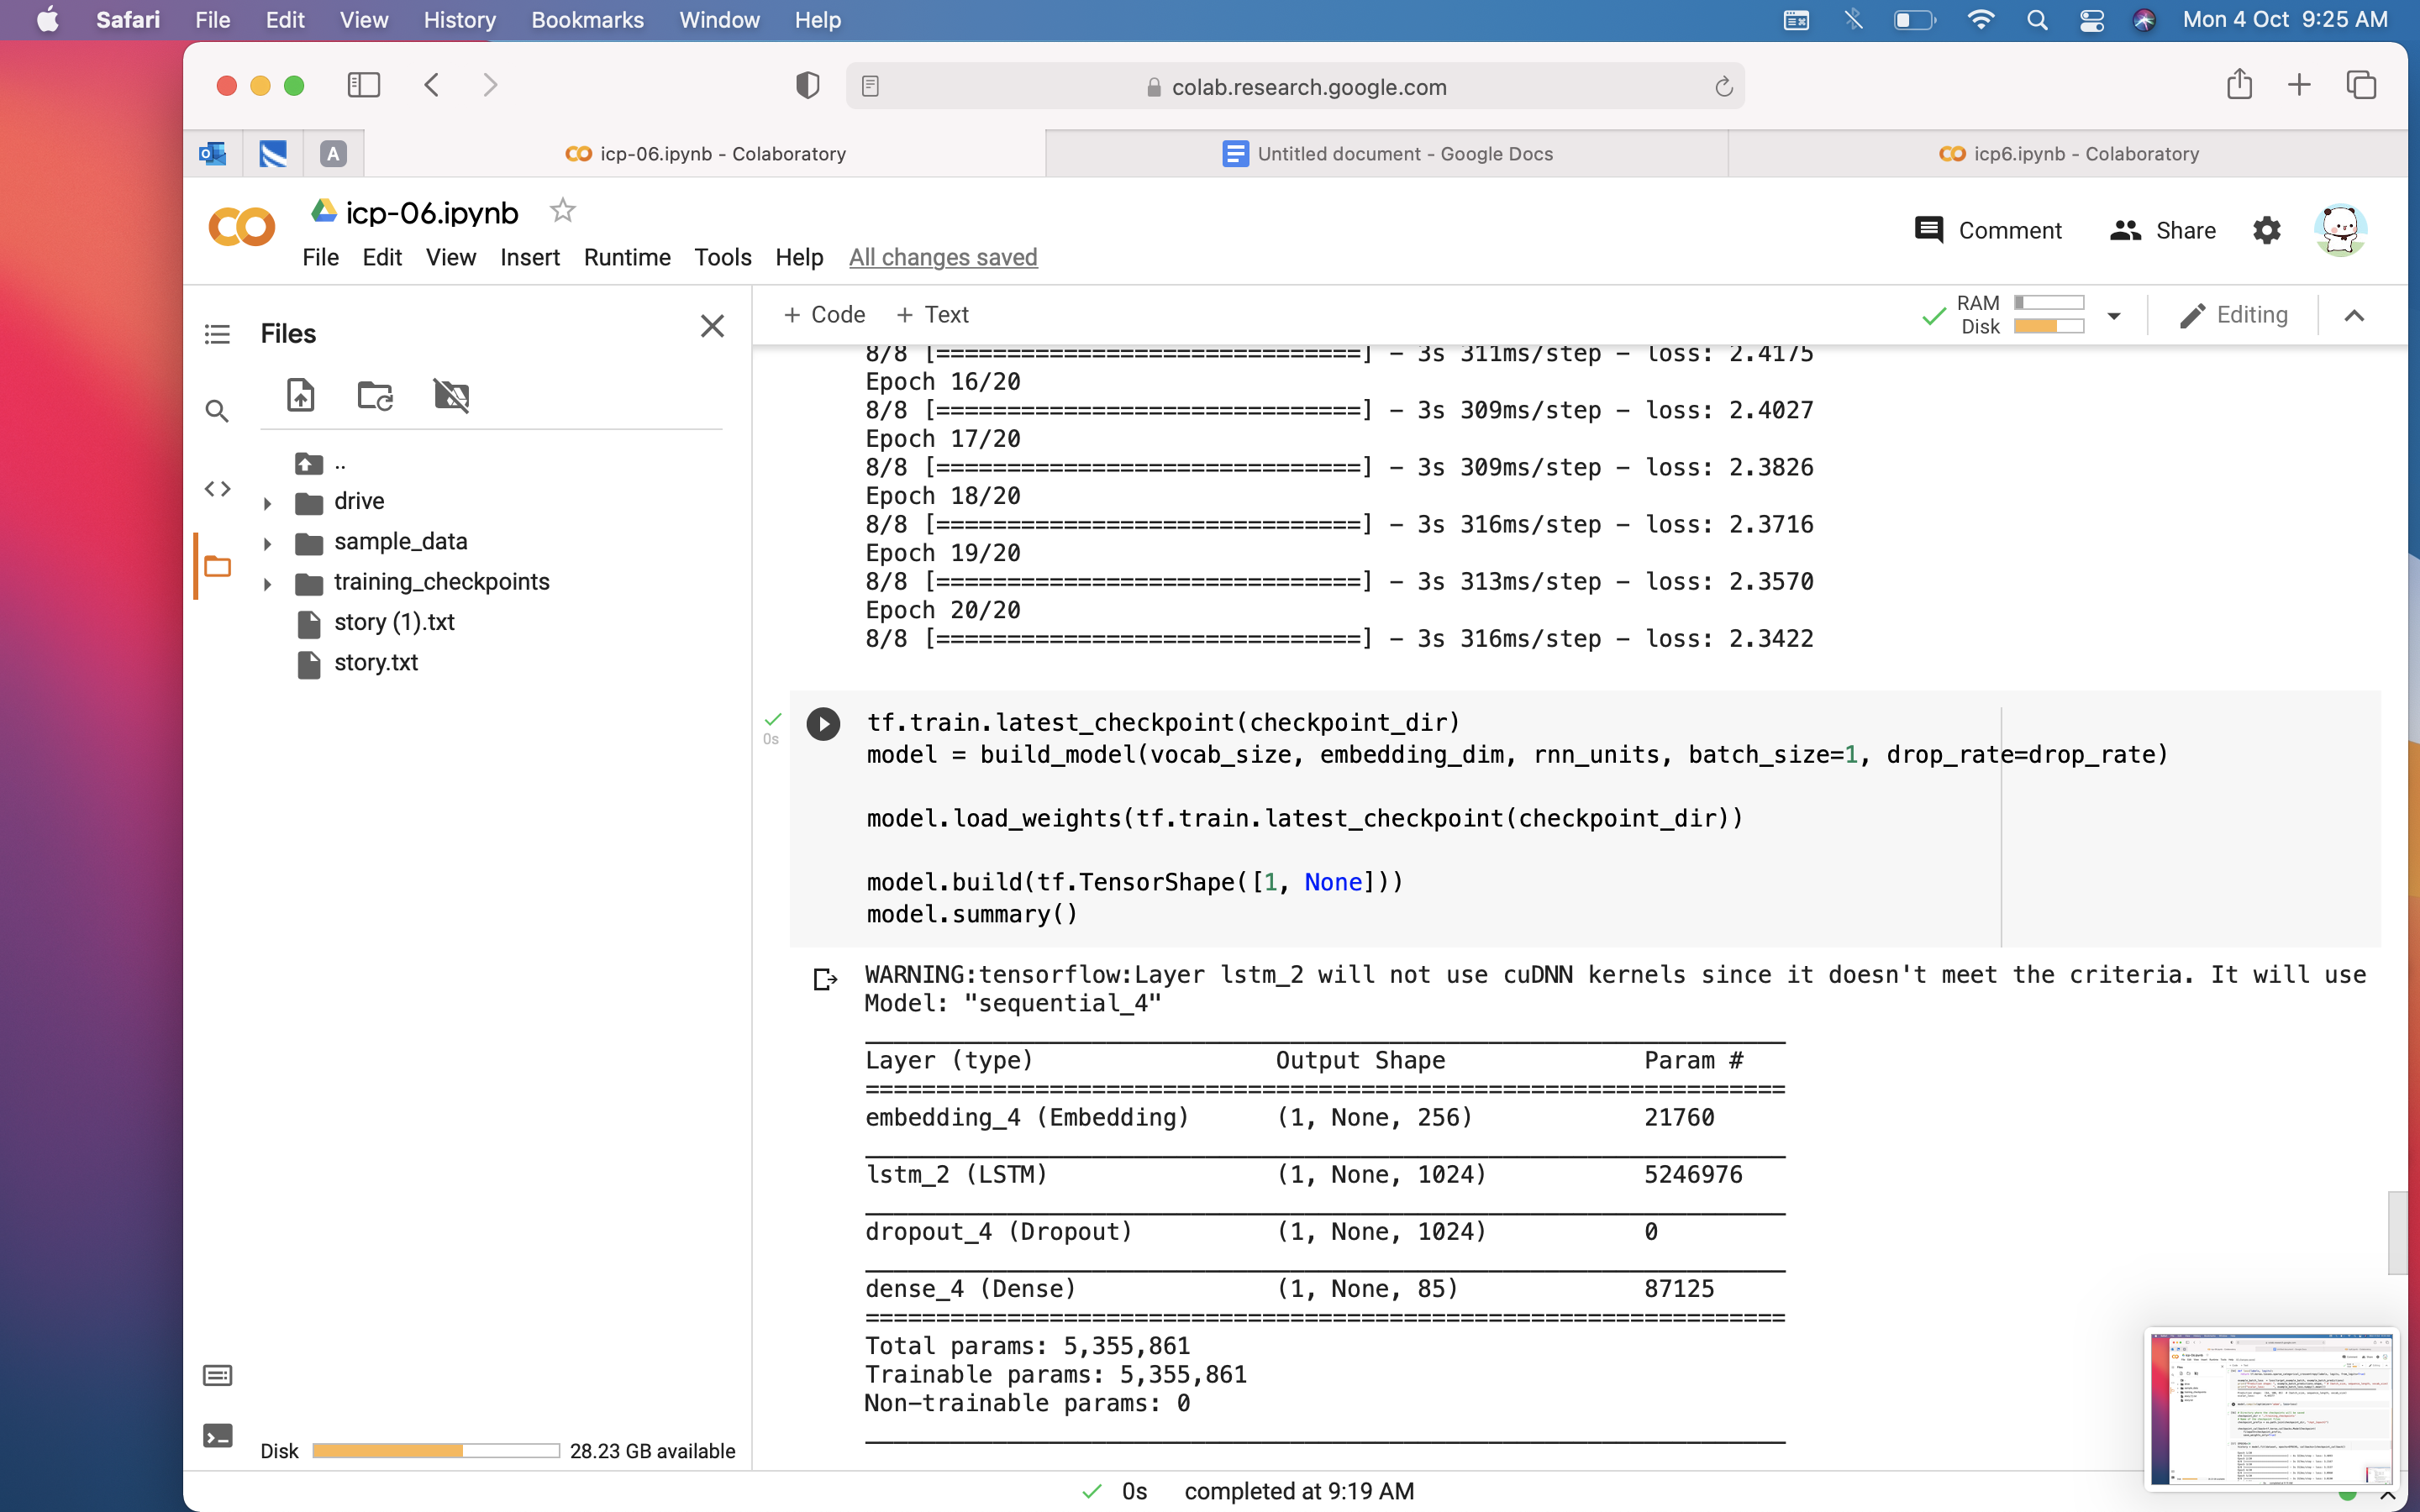 Safari File Edit View History Bookmarks Window Help Mon 4 Oct 9:25 AM
colab.research.google.com
A icp-06.ipynb - Colaboratory Untitled document - Google Docs icp6.ipynb - Colaboratory
icp-06.ipynb
Comment Share
File Edit View Insert Runtime Tools Help All changes saved
Files
+ Code + Text
RAM
Disk
Editing
..
drive
sample_data
training_checkpoints
story (1).txt
story.txt
Disk 28.23 GB available
8/8 [==============================] - 3s 311ms/step - loss: 2.4175
Epoch 16/20
8/8 [==============================] - 3s 309ms/step - loss: 2.4027
Epoch 17/20
8/8 [==============================] - 3s 309ms/step - loss: 2.3826
Epoch 18/20
8/8 [==============================] - 3s 316ms/step - loss: 2.3716
Epoch 19/20
8/8 [==============================] - 3s 313ms/step - loss: 2.3570
Epoch 20/20
8/8 [==============================] - 3s 316ms/step - loss: 2.3422
0s
tf.train.latest_checkpoint(checkpoint_dir)
model = build_model(vocab_size, embedding_dim, rnn_units, batch_size=1, drop_rate=drop_rate)
model.load_weights(tf.train.latest_checkpoint(checkpoint_dir))
model.build(tf.TensorShape([1, None]))
model.summary()
WARNING:tensorflow:Layer lstm_2 will not use cuDNN kernels since it doesn't meet the criteria. It will use
Model: "sequential_4"
_________________________________________________________________
Layer (type) Output Shape Param #
=================================================================
embedding_4 (Embedding) (1, None, 256) 21760
_________________________________________________________________
lstm_2 (LSTM) (1, None, 1024) 5246976
_________________________________________________________________
dropout_4 (Dropout) (1, None, 1024) 0
_________________________________________________________________
dense_4 (Dense) (1, None, 85) 87125
=================================================================
Total params: 5,355,861
Trainable params: 5,355,861
Non-trainable params: 0
_________________________________________________________________
0s completed at 9:19 AM